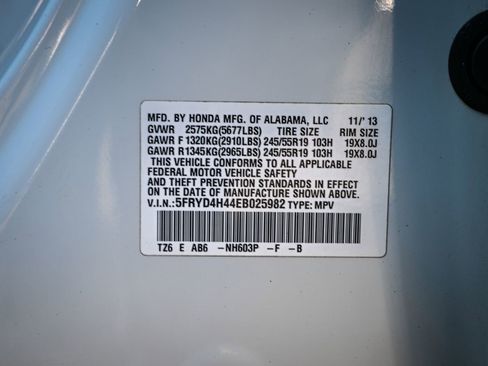 MFD. BY HONDA MFG. OF ALABAMA, LLC 11/'13
GVWR 2575KG(5677LBS) TIRE SIZE RIM SIZE
GAWR F 1320KG(2910LBS) 245/55R19 103H 19X8.0J
GAWR R1345KG(2965LBS) 245/55R19 103H 19X8.0J
THIS VEHICLE CONFORMS TO ALL APPLICABLE
FEDERAL MOTOR VEHICLE SAFETY
AND THEFT PREVENTION STANDARDS IN EFFECT
ON THE DATE OF MANUFACTURE SHOWN ABOVE.
V.I.N.: 5FRYD4H44EB025982 TYPE: MPV
TZ6 E AB6 -NH603P -F -B